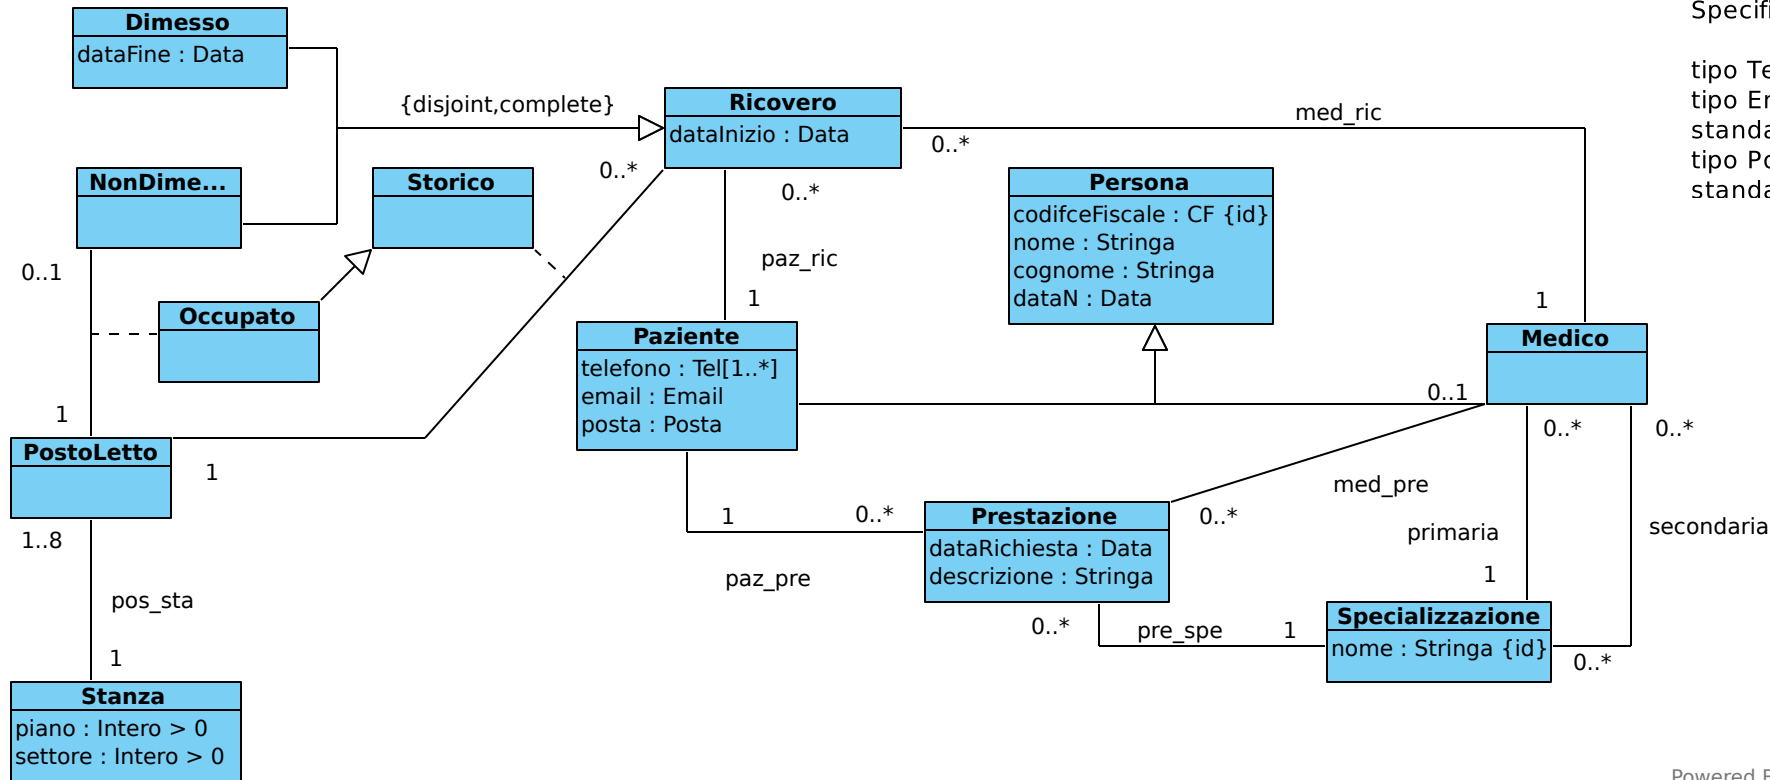 Dimesso
dataFine : Data
{disjoint,complete}
Ricovero
dataInizio : Data
0..*
med_ric
0..*
0..*
NonDime...
Storico
Persona
codifceFiscale : CF {id}
nome : Stringa
cognome : Stringa
dataN : Data
0..1
paz_ric
1
1
Occupato
Paziente
telefono : Tel[1..*]
email : Email
posta : Posta
Medico
0..1
1
0..*
0..*
PostoLetto
1
1..8
med_pre
1
0..*
Prestazione
dataRichiesta : Data
descrizione : Stringa
0..*
primaria
secondaria
paz_pre
1
pos_sta
0..*
pre_spe
1
Specializzazione
nome : Stringa {id}
0..*
1
Stanza
piano : Intero > 0
settore : Intero > 0
tipo
tipo
tipo
Powered